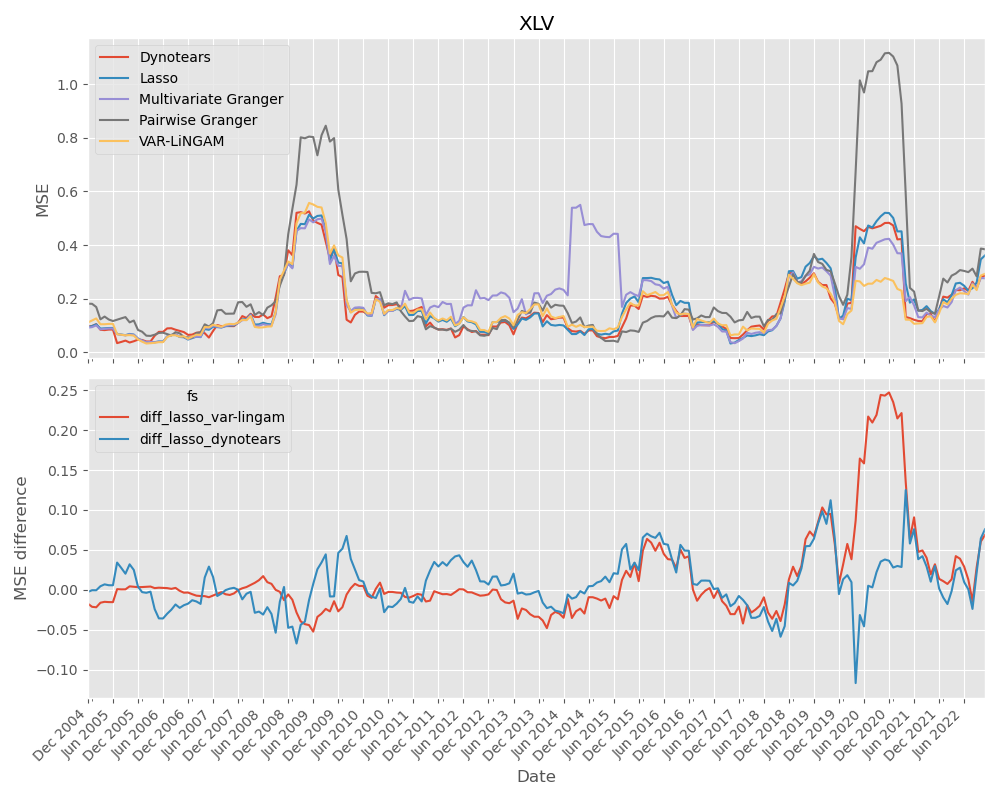 XLV
Dynotears
Lasso
Multivariate Granger
Pairwise Granger
VAR-LiNGAM
MSE
1.0
0.8
0.6
0.4
0.2
0.0
fs
diff_lasso_var-lingam
diff_lasso_dynotears
MSE difference
0.25
0.20
0.15
0.10
0.05
0.00
−0.05
−0.10
Dec 2004
Jun 2005
Dec 2005
Jun 2006
Dec 2006
Jun 2007
Dec 2007
Jun 2008
Dec 2008
Jun 2009
Dec 2009
Jun 2010
Dec 2010
Jun 2011
Dec 2011
Jun 2012
Dec 2012
Jun 2013
Dec 2013
Jun 2014
Dec 2014
Jun 2015
Dec 2015
Jun 2016
Dec 2016
Jun 2017
Dec 2017
Jun 2018
Dec 2018
Jun 2019
Dec 2019
Jun 2020
Dec 2020
Jun 2021
Dec 2021
Jun 2022
Date